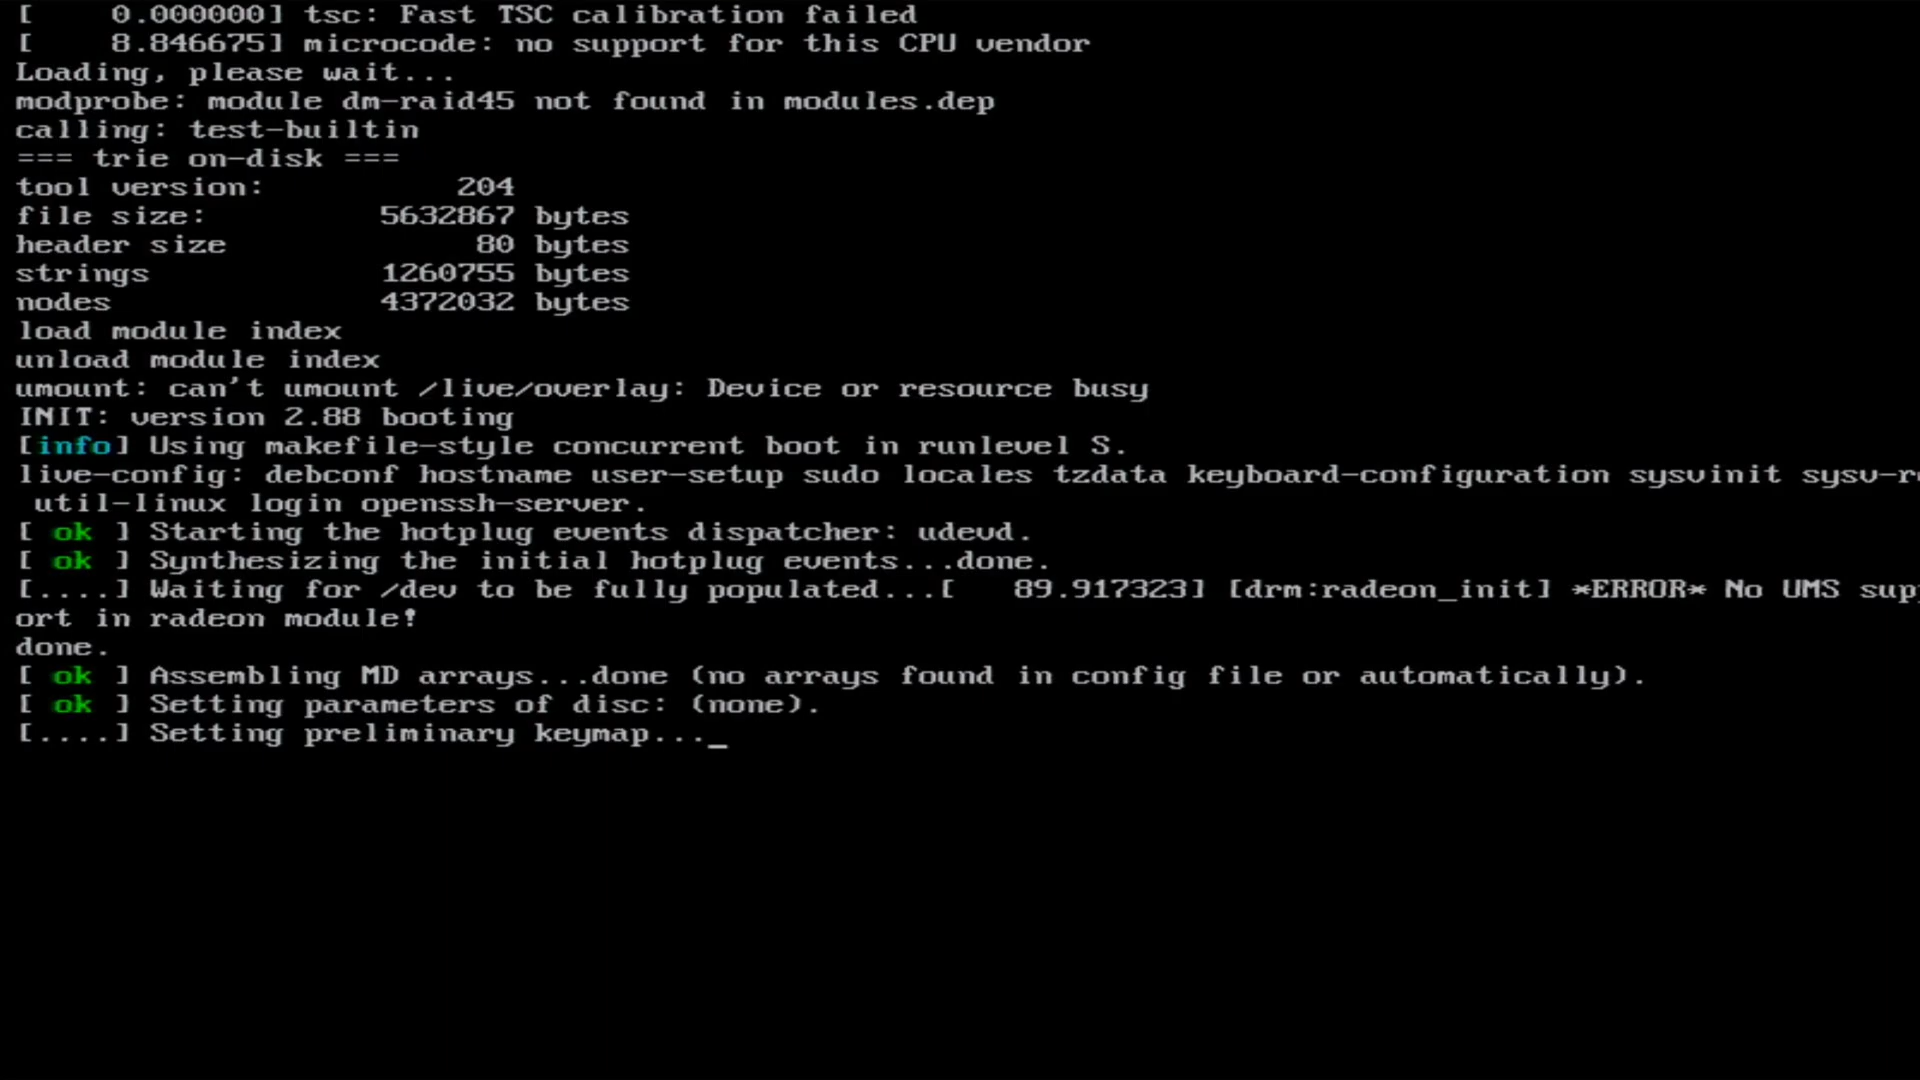 [    0.000000] tsc: Fast TSC calibration failed
[    8.846675] microcode: no support for this CPU vendor
Loading, please wait...
modprobe: module dm-raid45 not found in modules.dep
calling: test-builtin
=== trie on-disk ===
tool version:          204
file size:         5632867 bytes
header size             80 bytes
strings            1260755 bytes
nodes              4372032 bytes
load module index
unload module index
umount: can't umount /live/overlay: Device or resource busy
INIT: version 2.88 booting
[info] Using makefile-style concurrent boot in runlevel S.
live-config: debconf hostname user-setup sudo locales tzdata keyboard-configuration sysvinit sysv-r
util-linux login openssh-server.
[ ok ] Starting the hotplug events dispatcher: udevd.
[ ok ] Synthesizing the initial hotplug events...done.
[....] Waiting for /dev to be fully populated...[   89.917323] [drm:radeon_init] *ERROR* No UMS supp
ort in radeon module!
done.
[ ok ] Assembling MD arrays...done (no arrays found in config file or automatically).
[ ok ] Setting parameters of disc: (none).
[....] Setting preliminary keymap..._